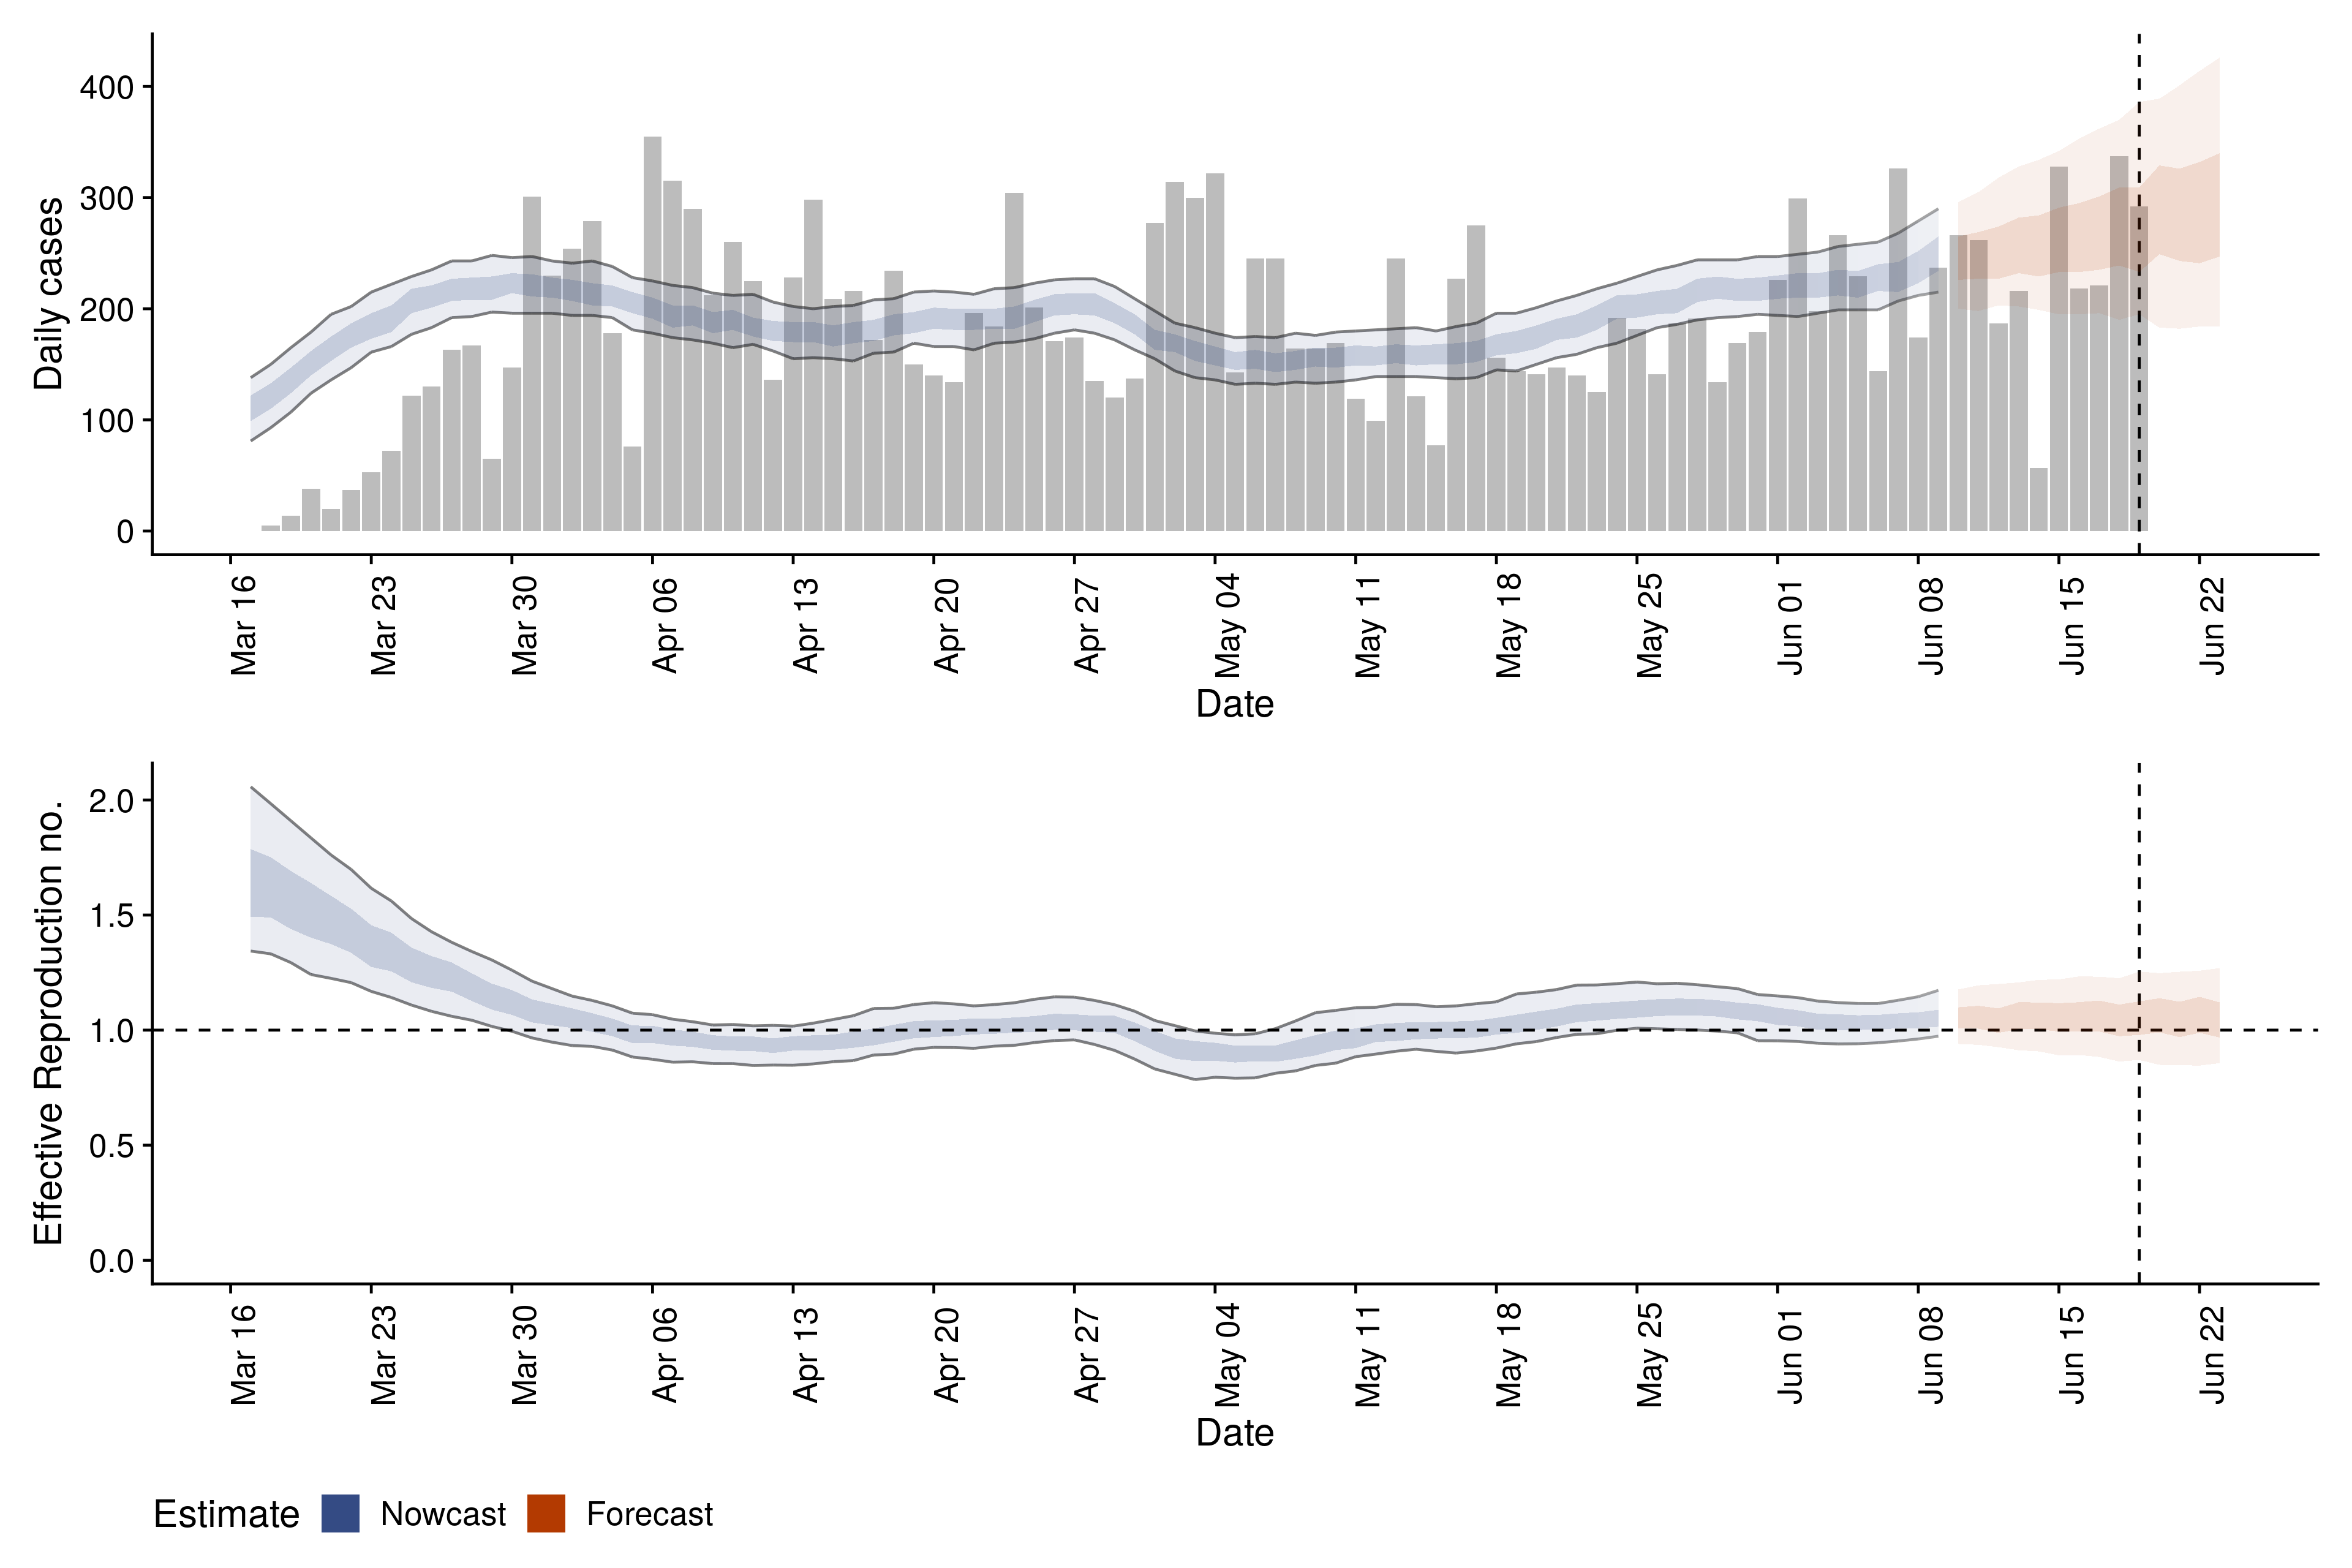 Daily cases
400
300
200
100
0
Mar 16
Mar 23
Mar 30
Apr 06
Apr 13
Apr 20
Apr 27
May 04
May 11
May 18
May 25
Jun 01
Jun 08
Jun 15
Jun 22
Date
Effective Reproduction no.
2.0
1.5
1.0
0.5
0.0
Mar 16
Mar 23
Mar 30
Apr 06
Apr 13
Apr 20
Apr 27
May 04
May 11
May 18
May 25
Jun 01
Jun 08
Jun 15
Jun 22
Date
Estimate Nowcast Forecast